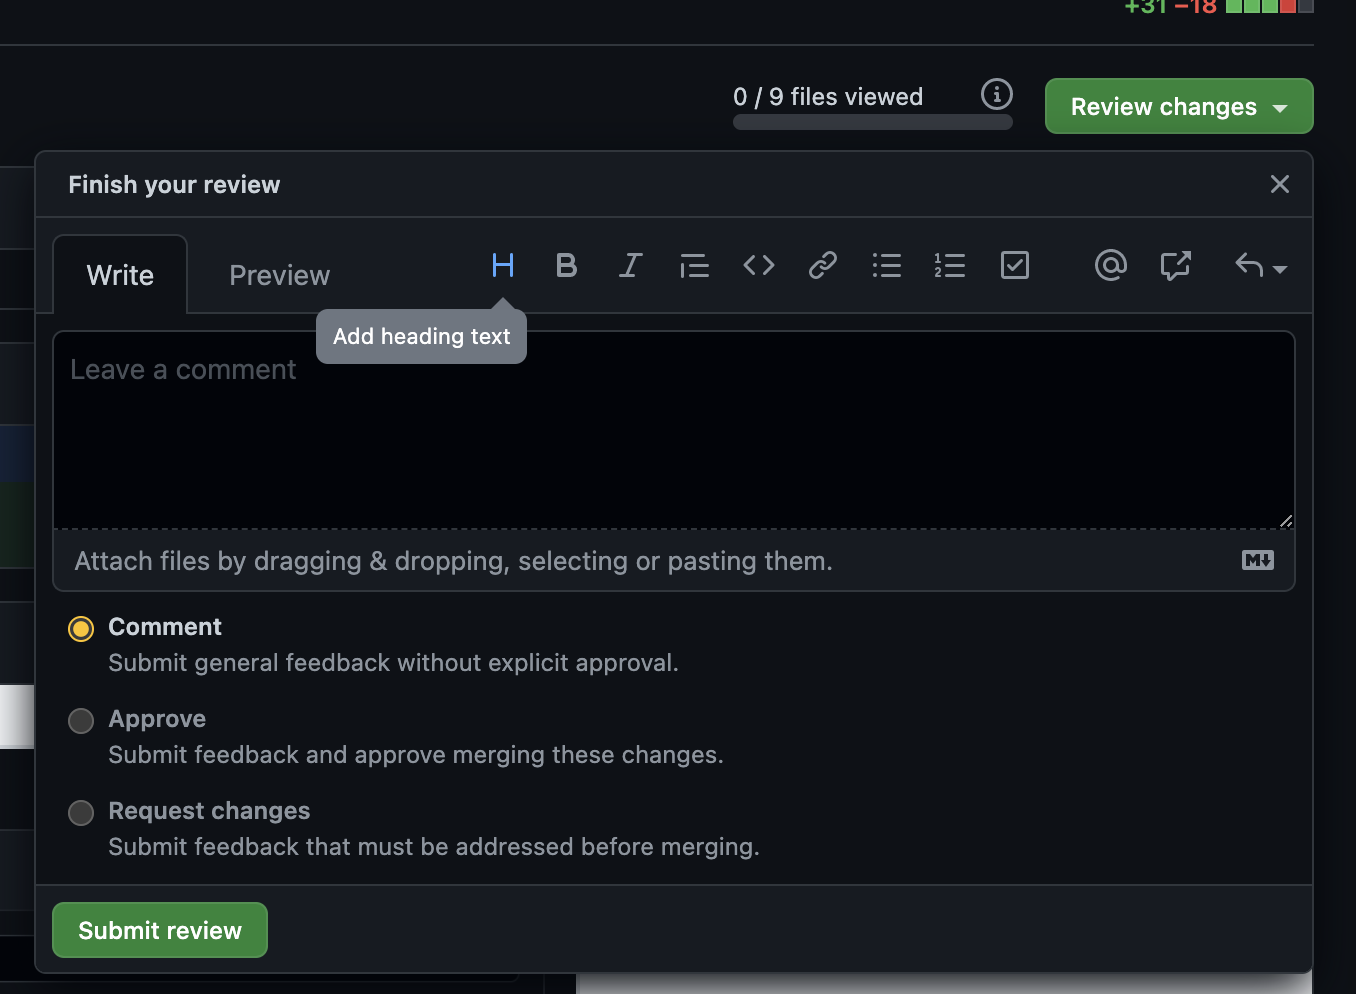 +31 −18
0 / 9 files viewed
Review changes
Finish your review
Write
Preview
Add heading text
Leave a comment
Attach files by dragging & dropping, selecting or pasting them.
Comment
Submit general feedback without explicit approval.
Approve
Submit feedback and approve merging these changes.
Request changes
Submit feedback that must be addressed before merging.
Submit review